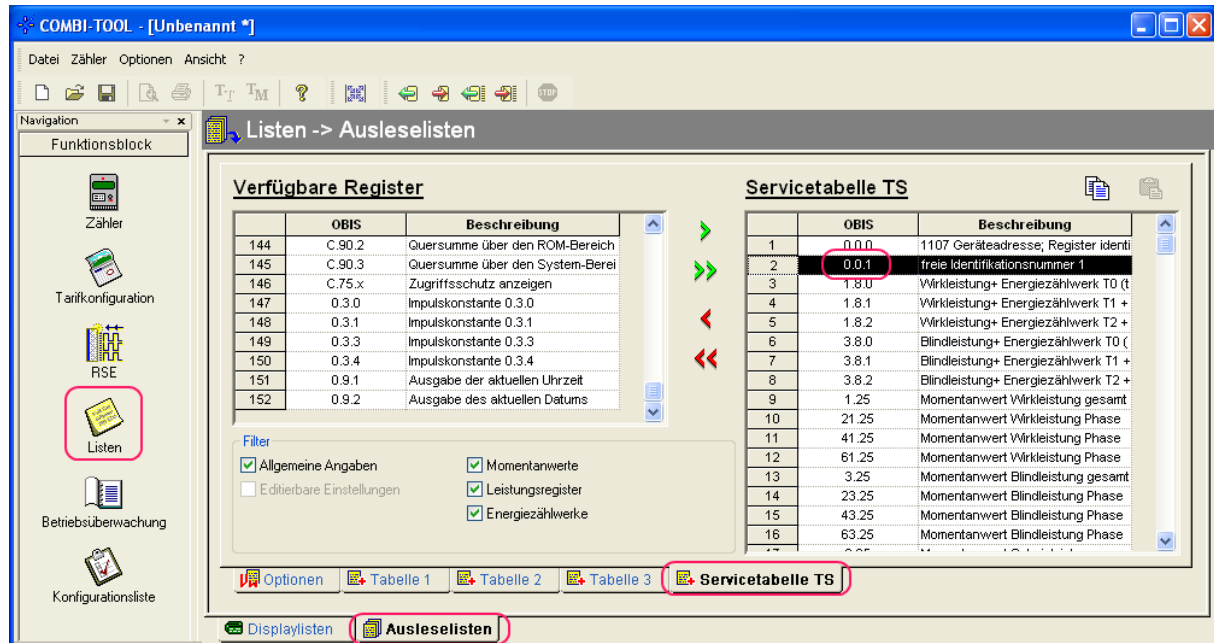 COMBI-TOOL - [Unbenannt *]
Datei Zähler Optionen Ansicht ?
Navigation
Funktionsblock
Zähler
Tarifkonfiguration
RSE
Listen
Betriebsüberwachung
Konfigurationsliste
Listen -> Ausleselisten
Verfügbare Register
OBIS Beschreibung
144 C.90.2 Quersumme über den ROM-Bereich
145 C.90.3 Quersumme über den System-Berei
146 C.75.x Zugriffsschutz anzeigen
147 0.3.0 Impulskonstante 0.3.0
148 0.3.1 Impulskonstante 0.3.1
149 0.3.3 Impulskonstante 0.3.3
150 0.3.4 Impulskonstante 0.3.4
151 0.9.1 Ausgabe der aktuellen Uhrzeit
152 0.9.2 Ausgabe des aktuellen Datums
Filter
Allgemeine Angaben Momentanwerte
Editierbare Einstellungen Leistungsregister
Energiezählwerke
Servicetabelle TS
OBIS Beschreibung
1 0.0.0 1107 Geräteadresse; Register identi
2 0.0.1 freie Identifikationsnummer 1
3 1.8.0 Wirkleistung+ Energiezählwerk T0 (t
4 1.8.1 Wirkleistung+ Energiezählwerk T1 +
5 1.8.2 Wirkleistung+ Energiezählwerk T2 +
6 3.8.0 Blindleistung+ Energiezählwerk T0 (
7 3.8.1 Blindleistung+ Energiezählwerk T1 +
8 3.8.2 Blindleistung+ Energiezählwerk T2 +
9 1.25 Momentanwert Wirkleistung gesamt
10 21.25 Momentanwert Wirkleistung Phase
11 41.25 Momentanwert Wirkleistung Phase
12 61.25 Momentanwert Wirkleistung Phase
13 3.25 Momentanwert Blindleistung gesamt
14 23.25 Momentanwert Blindleistung Phase
15 43.25 Momentanwert Blindleistung Phase
16 63.25 Momentanwert Blindleistung Phase
Optionen Tabelle 1 Tabelle 2 Tabelle 3 Servicetabelle TS
Displaylisten Ausleselisten